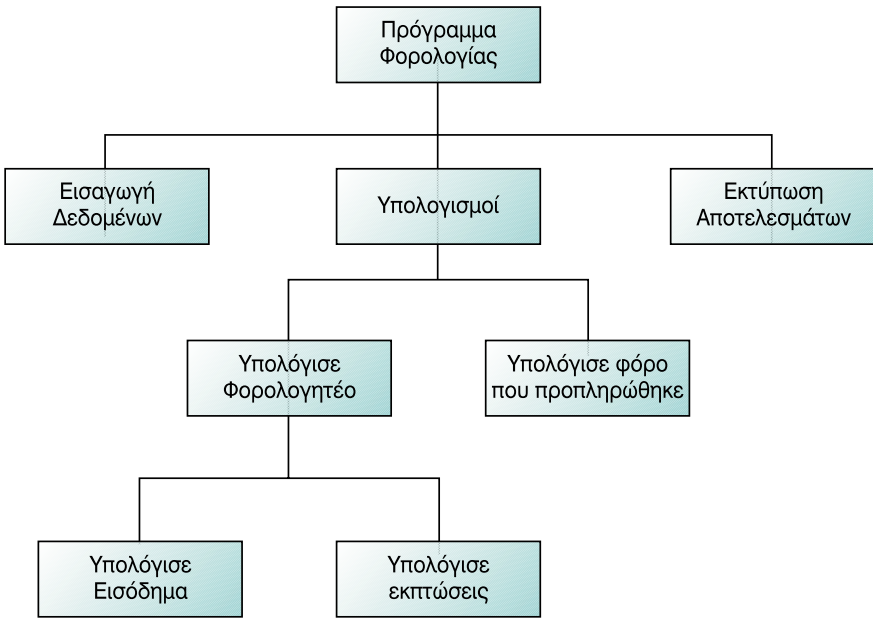 Πρόγραμμα
Φορολογίας
Εισαγωγή
Δεδομένων
Υπολογισμοί
Εκτύπωση
Αποτελεσμάτων
Υπολόγισε
Φορολογητέο
Υπολόγισε φόρο
που προπληρώθηκε
Υπολόγισε
Εισόδημα
Υπολόγισε
εκπτώσεις